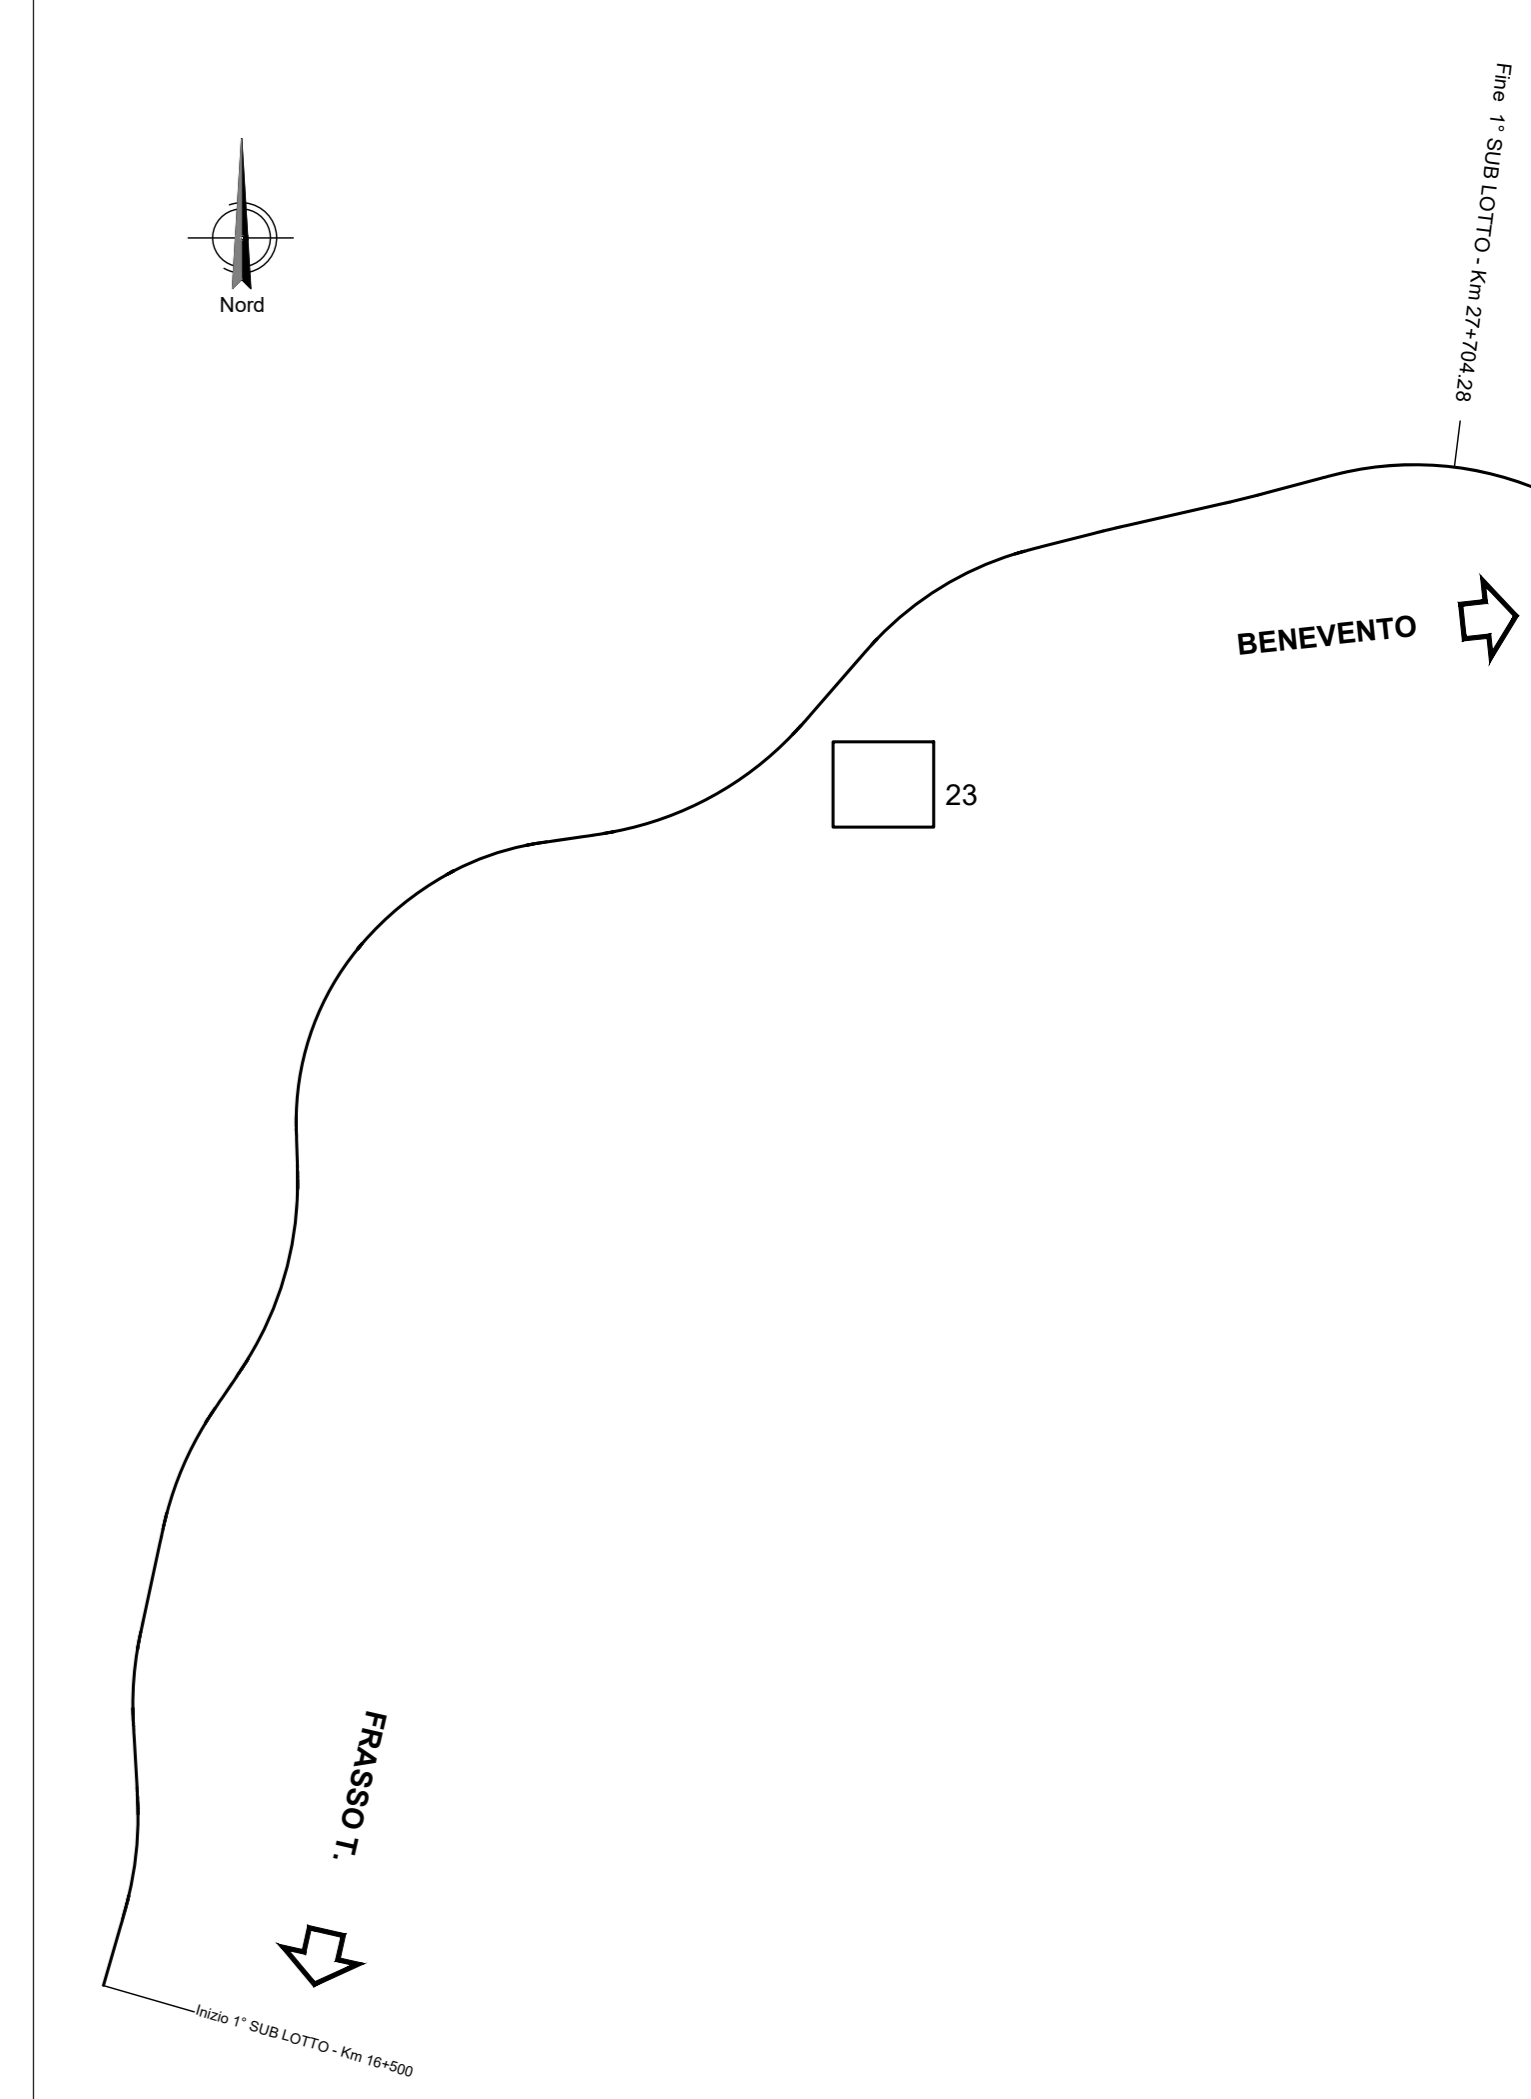 Fine 1° SUB LOTTO - Km 27+704.28
Nord
BENEVENTO
23
FRASSO T.
Inizio 1° SUB LOTTO - Km 16+500